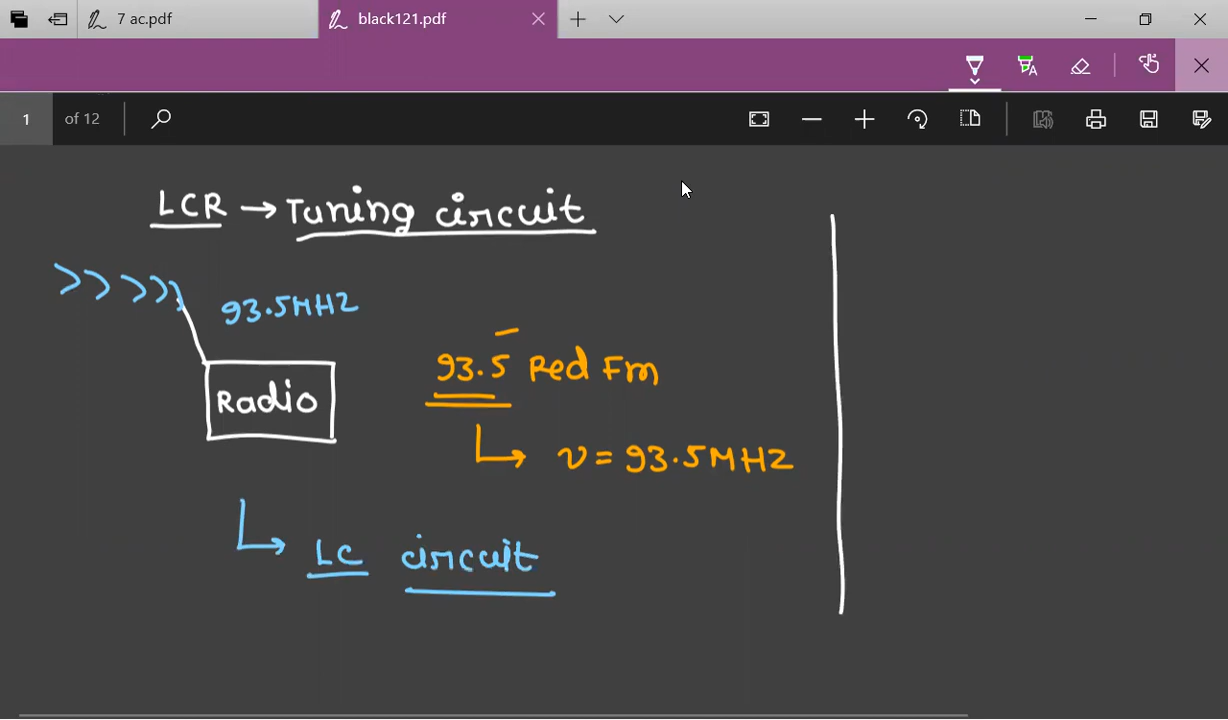 7 ac.pdf
black121.pdf
1 of 12
LCR → Tuning circuit
93.5MHZ
93.5 Red Fm
Radio
ν = 93.5MHZ
LC circuit